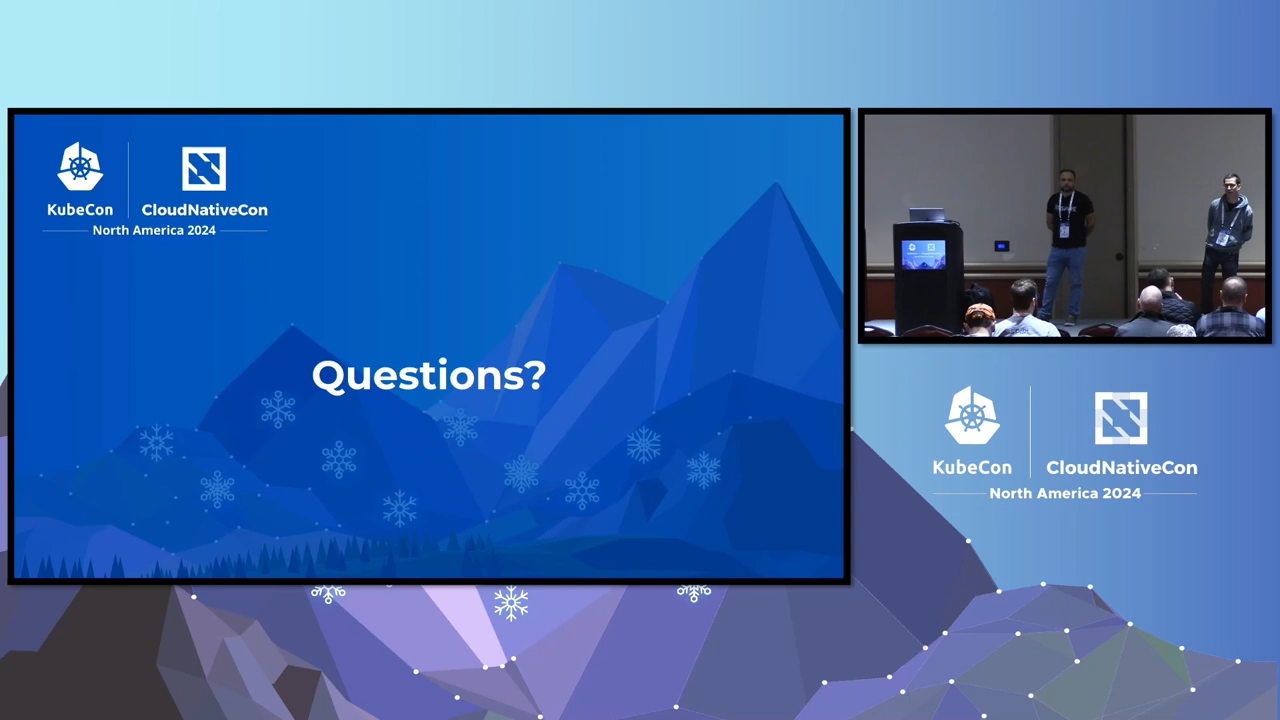 KubeCon
CloudNativeCon
North America 2024
Questions?
KubeCon
CloudNativeCon
North America 2024